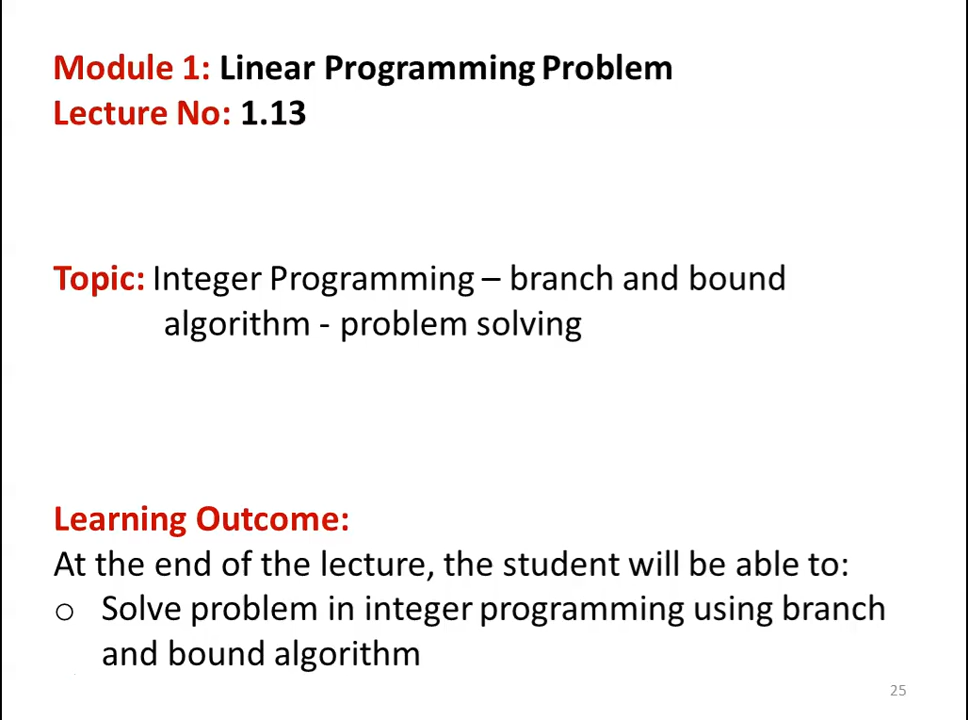 Module 1: Linear Programming Problem
Lecture No: 1.13
Topic: Integer Programming – branch and bound
algorithm - problem solving
Learning Outcome:
At the end of the lecture, the student will be able to:
o Solve problem in integer programming using branch
and bound algorithm
25